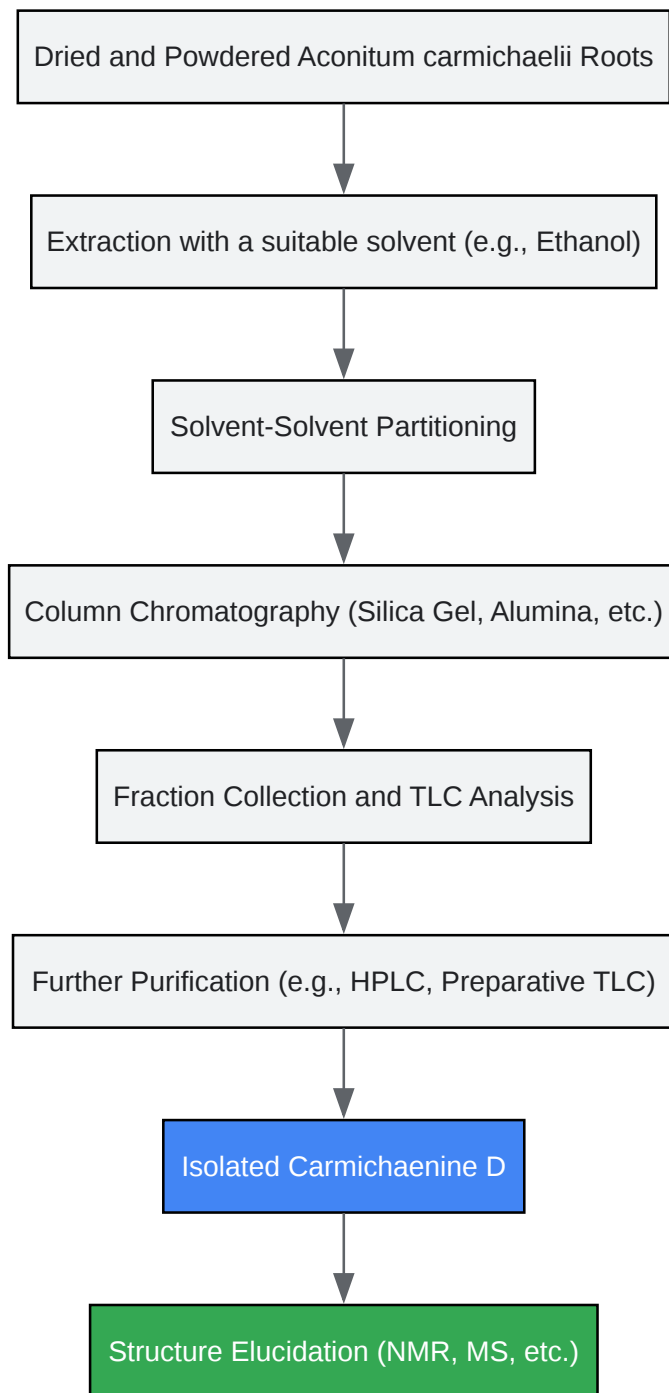 Dried and Powdered Aconitum carmichaelii Roots
Extraction with a suitable solvent (e.g., Ethanol)
Solvent-Solvent Partitioning
Column Chromatography (Silica Gel, Alumina, etc.)
Fraction Collection and TLC Analysis
Further Purification (e.g., HPLC, Preparative TLC)
Isolated Carmichaenine D
Structure Elucidation (NMR, MS, etc.)